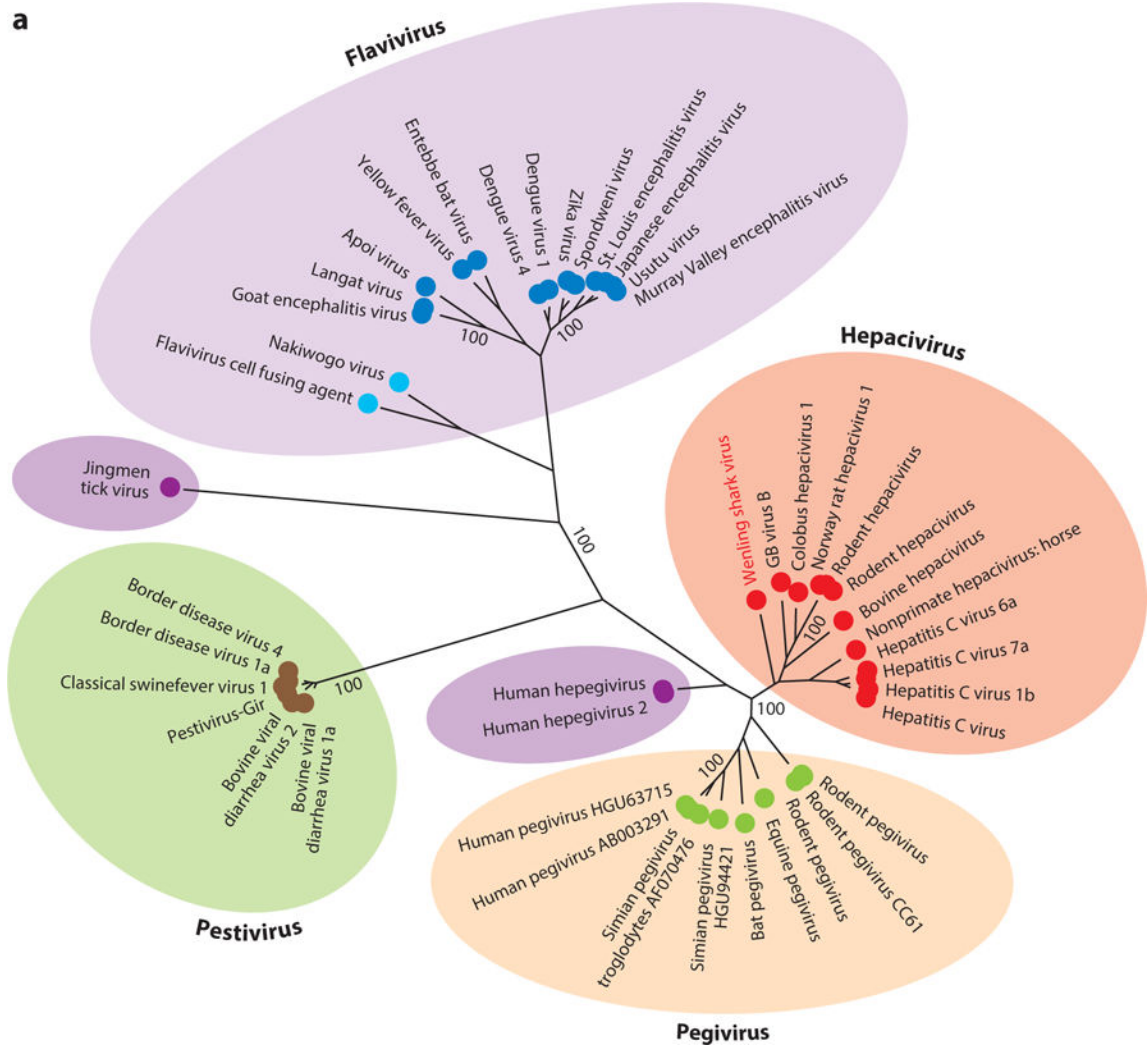 a
Flavivirus
Entebbe bat virus
Yellow fever virus
Apoi virus
Langat virus
Goat encephalitis virus
Nakiwogo virus
Flavivirus cell fusing agent
Dengue virus 4
Dengue virus 1
Zika virus
Spondweni virus
St. Louis encephalitis virus
Japanese encephalitis virus
Usutu virus
Murray Valley encephalitis virus
100
100
Jingmen
tick virus
100
Hepacivirus
Wenling shark virus
GB virus B
Colobus hepacivirus 1
Norway rat hepacivirus 1
Rodent hepacivirus
Rodent hepacivirus
Bovine hepacivirus
Nonprimate hepacivirus: horse
Hepatitis C virus 6a
Hepatitis C virus 7a
Hepatitis C virus 1b
Hepatitis C virus
100
Border disease virus 4
Border disease virus 1a
Classical swinefever virus 1
Pestivirus-Gir
Bovine viral
diarrhea virus 2
Bovine viral
diarrhea virus 1a
100
Pestivirus
Human hepegivirus
Human hepegivirus 2
100
100
Human pegivirus HGU63715
Human pegivirus AB003291
Simian pegivirus
troglodytes AF070476
Simian pegivirus
HGU94421
Bat pegivirus
Equine pegivirus
Rodent pegivirus
Rodent pegivirus CC61
Rodent pegivirus
Pegivirus